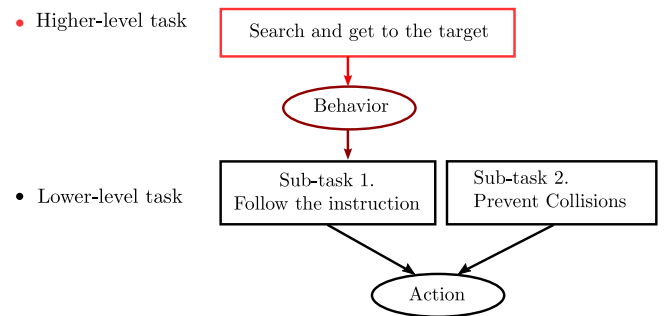 Higher-level task
Search and get to the target
Behavior
Lower-level task
Sub-task 1.
Follow the instruction
Sub-task 2.
Prevent Collisions
Action